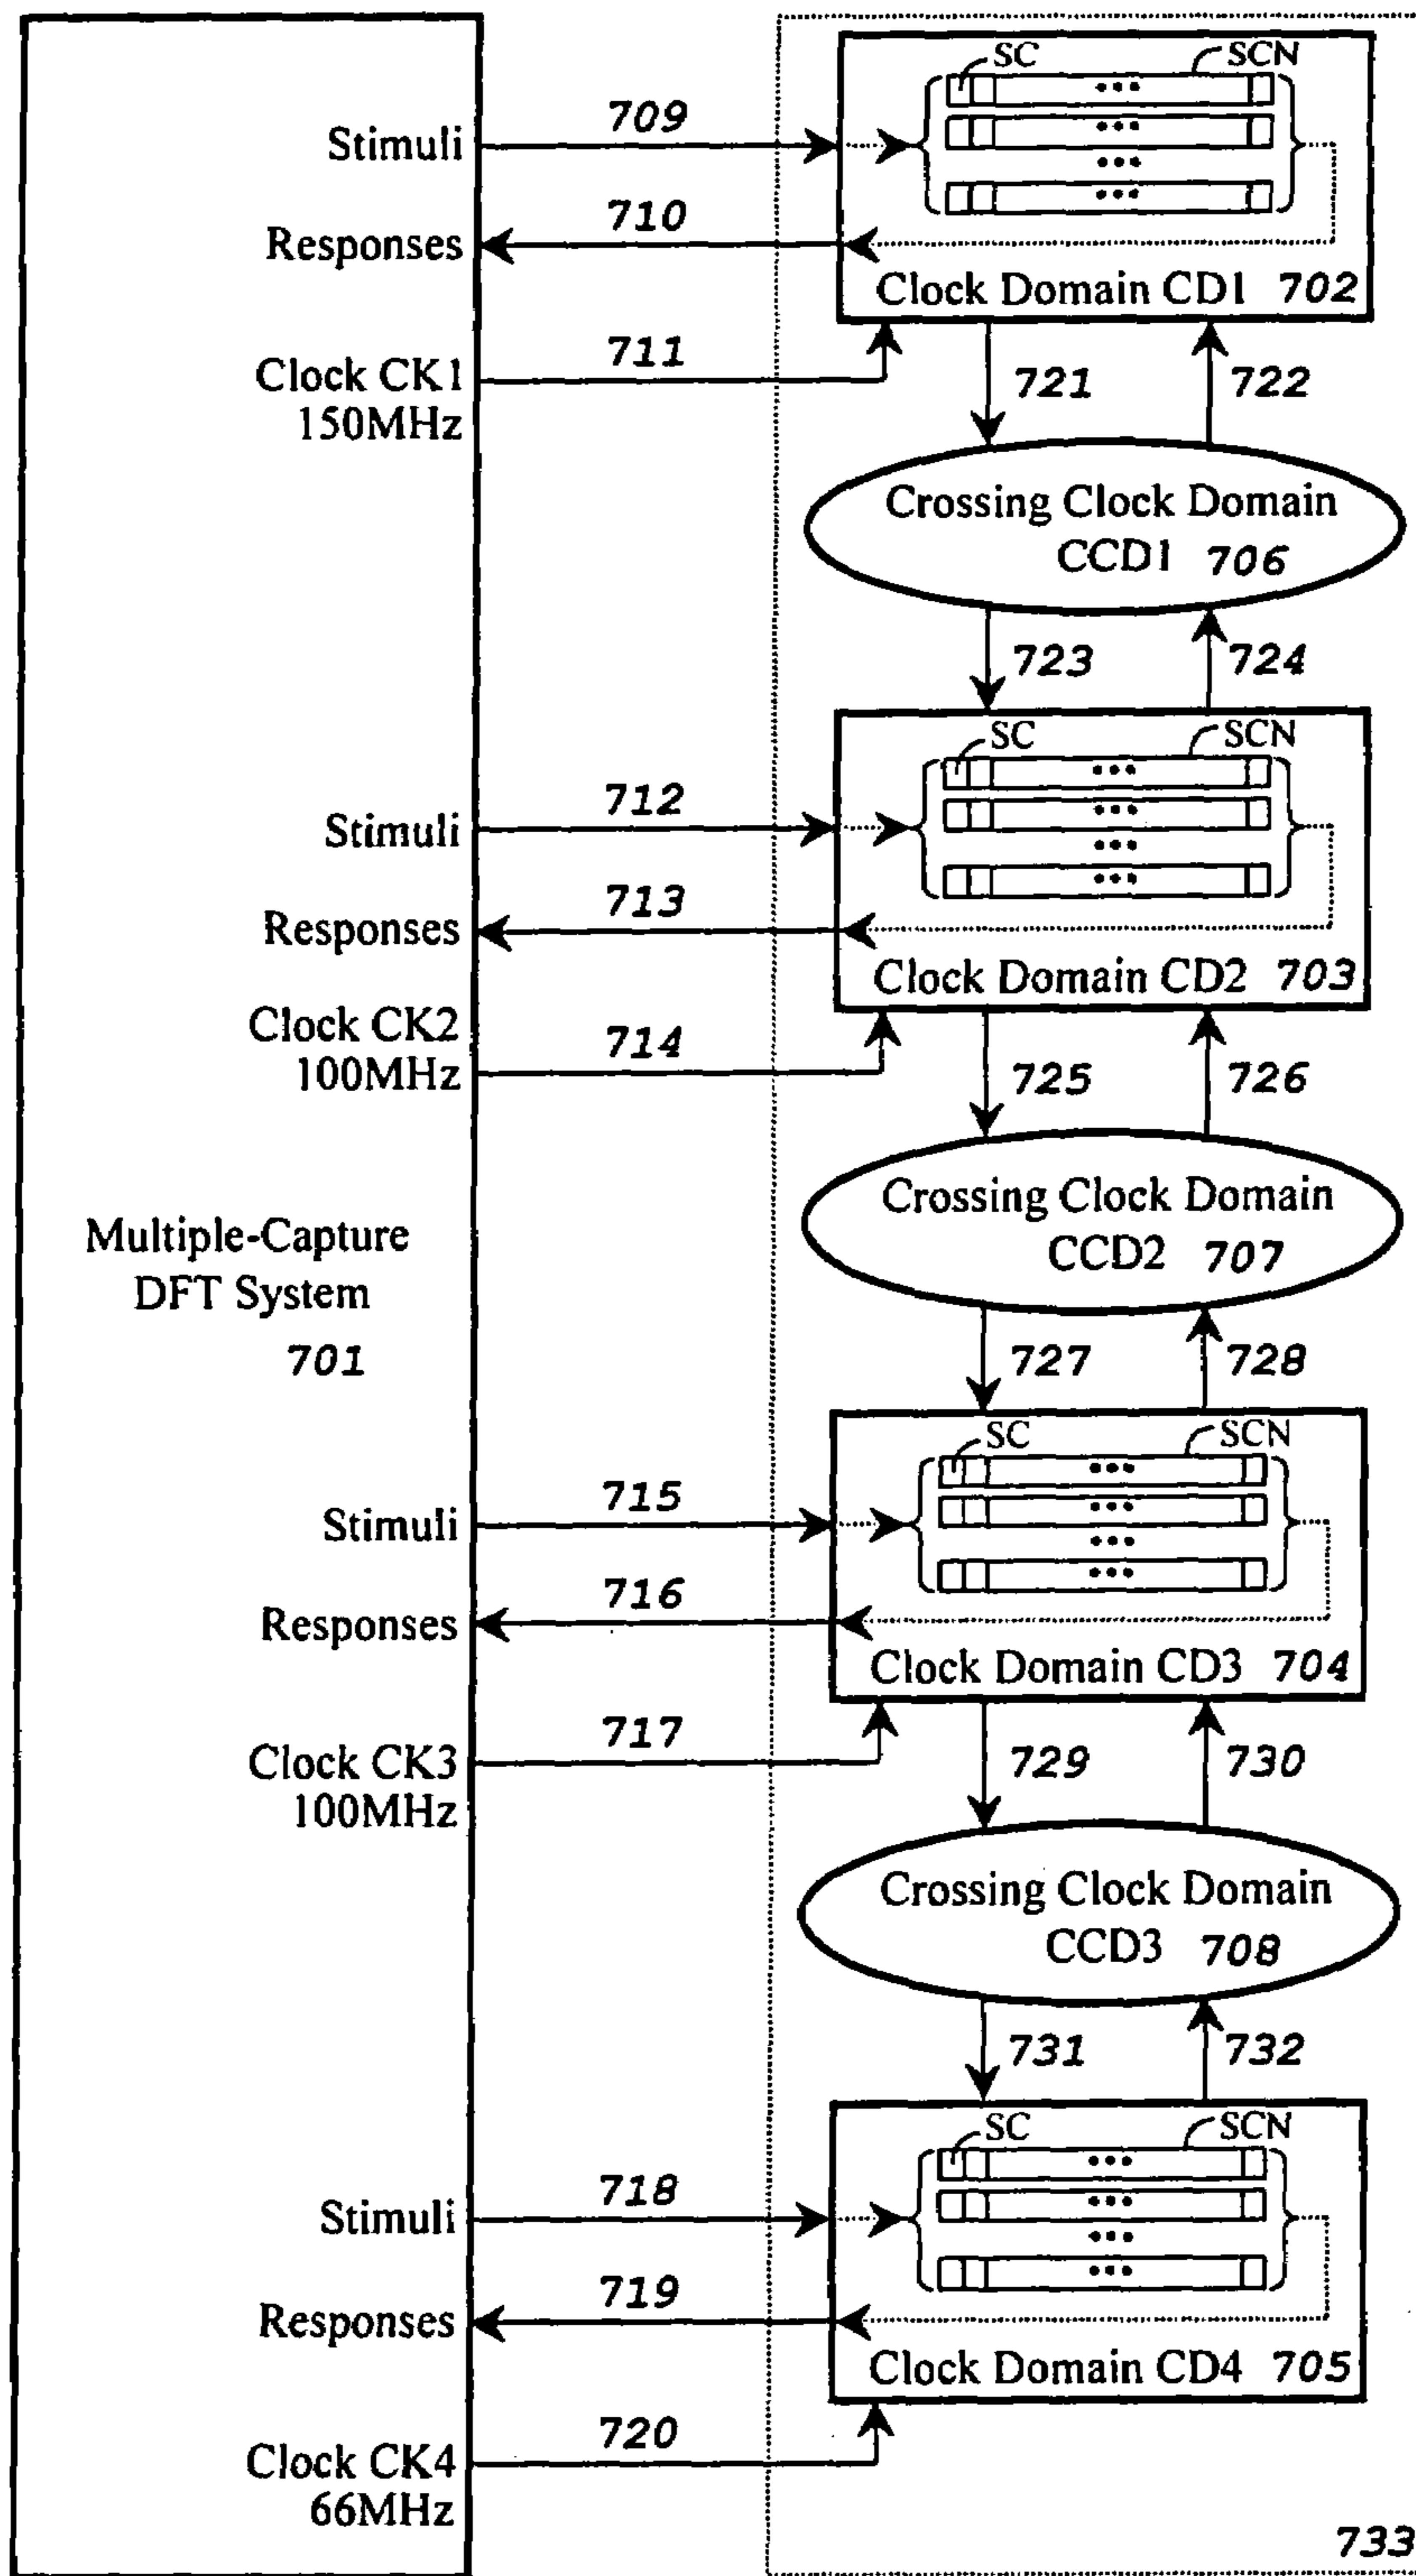 SC SCN
709
Stimuli
710
Responses
Clock Domain CD1 702
711
Clock CK1
150MHz
721 722
Crossing Clock Domain
CCD1 706
723 724
SC SCN
712
Stimuli
713
Responses
Clock Domain CD2 703
Clock CK2
714
100MHz
725 726
Crossing Clock Domain
CCD2 707
Multiple-Capture
DFT System
701
727 728
SC SCN
715
Stimuli
716
Responses
Clock Domain CD3 704
717
Clock CK3
100MHz
729 730
Crossing Clock Domain
CCD3 708
731 732
SC SCN
718
Stimuli
719
Responses
Clock Domain CD4 705
720
Clock CK4
66MHz
733